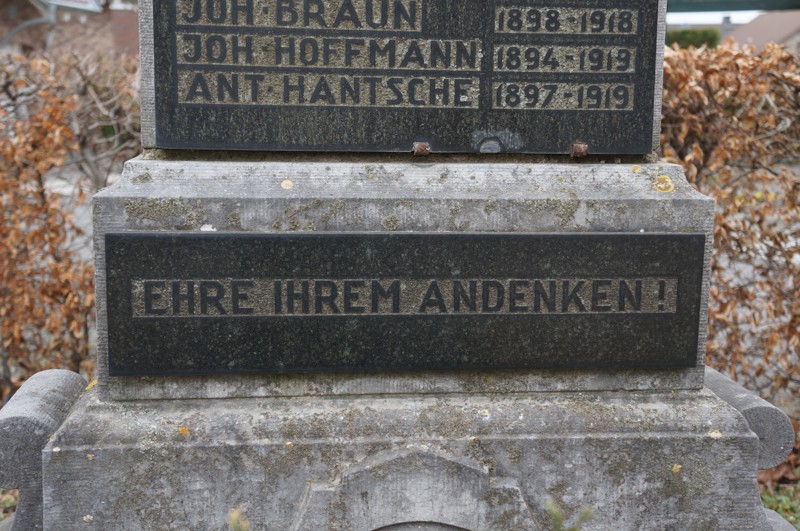 JOH·BRAUN 1898-1918
JOH·HOFFMANN 1894-1919
ANT·HANTSCHE 1897-1919
EHRE IHREM ANDENKEN!